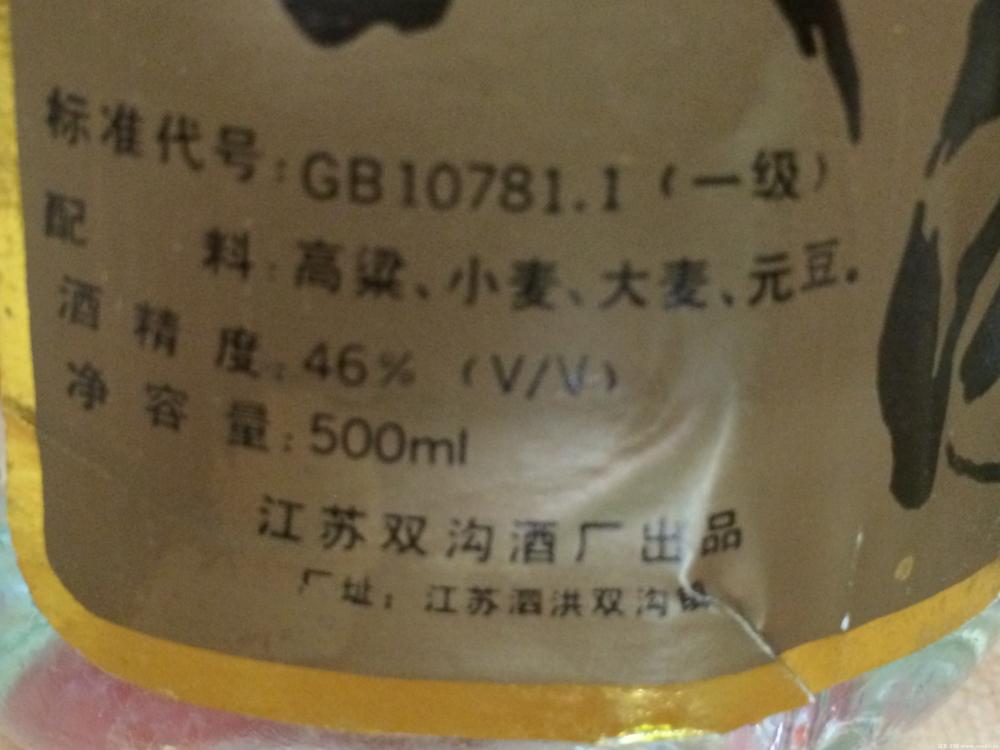 标准代号:GB10781.1(一级)
配 料:高粱、小麦、大麦、元豆.
酒 精 度:46%(V/V)
净 容 量:500ml
江苏双沟酒厂出品
厂址:江苏泗洪双沟镇